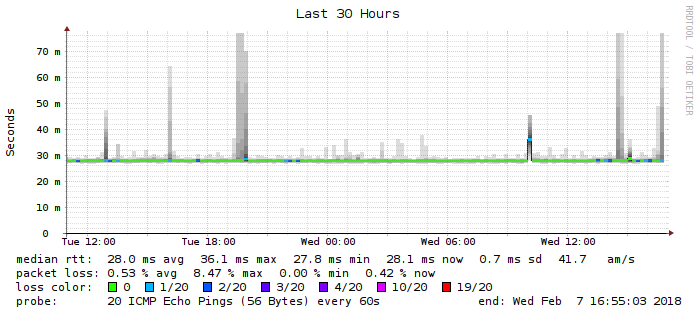 Last 30 Hours
RRDTOOL / TOBI OETIKER
Seconds
70 m
60 m
50 m
40 m
30 m
20 m
10 m
0
Tue 12:00 Tue 18:00 Wed 00:00 Wed 06:00 Wed 12:00
median rtt: 28.0 ms avg 36.1 ms max 27.8 ms min 28.1 ms now 0.7 ms sd 41.7 am/s
packet loss: 0.53 % avg 8.47 % max 0.00 % min 0.42 % now
loss color: 0 1/20 2/20 3/20 4/20 10/20 19/20
probe: 20 ICMP Echo Pings (56 Bytes) every 60s end: Wed Feb 7 16:55:03 2018